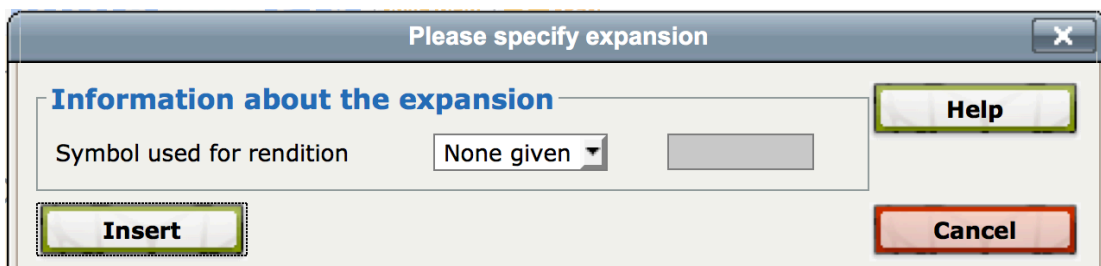 Please specify expansion
Information about the expansion
Help
Symbol used for rendition None given
Insert
Cancel